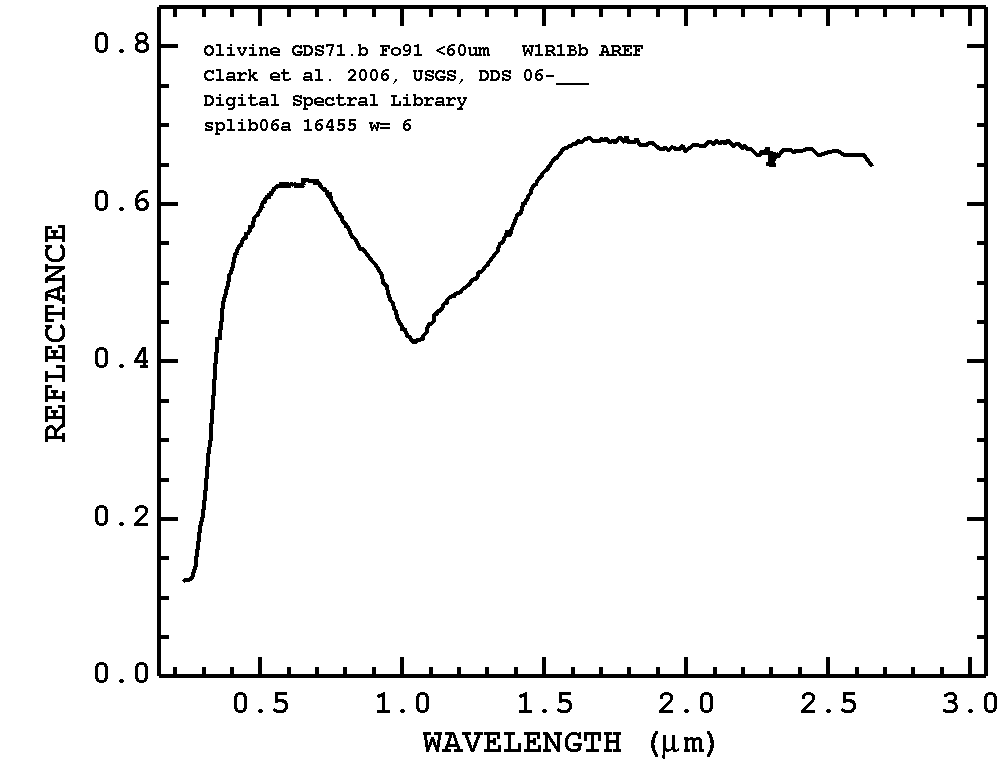 Olivine GDS71.b Fo91 <60um   W1R1Bb AREF
Clark et al. 2006, USGS, DDS 06-___
Digital Spectral Library
splib06a 16455 w= 6
0.8
0.6
0.4
0.2
0.0
REFLECTANCE
0.5 1.0 1.5 2.0 2.5 3.0
WAVELENGTH (μm)